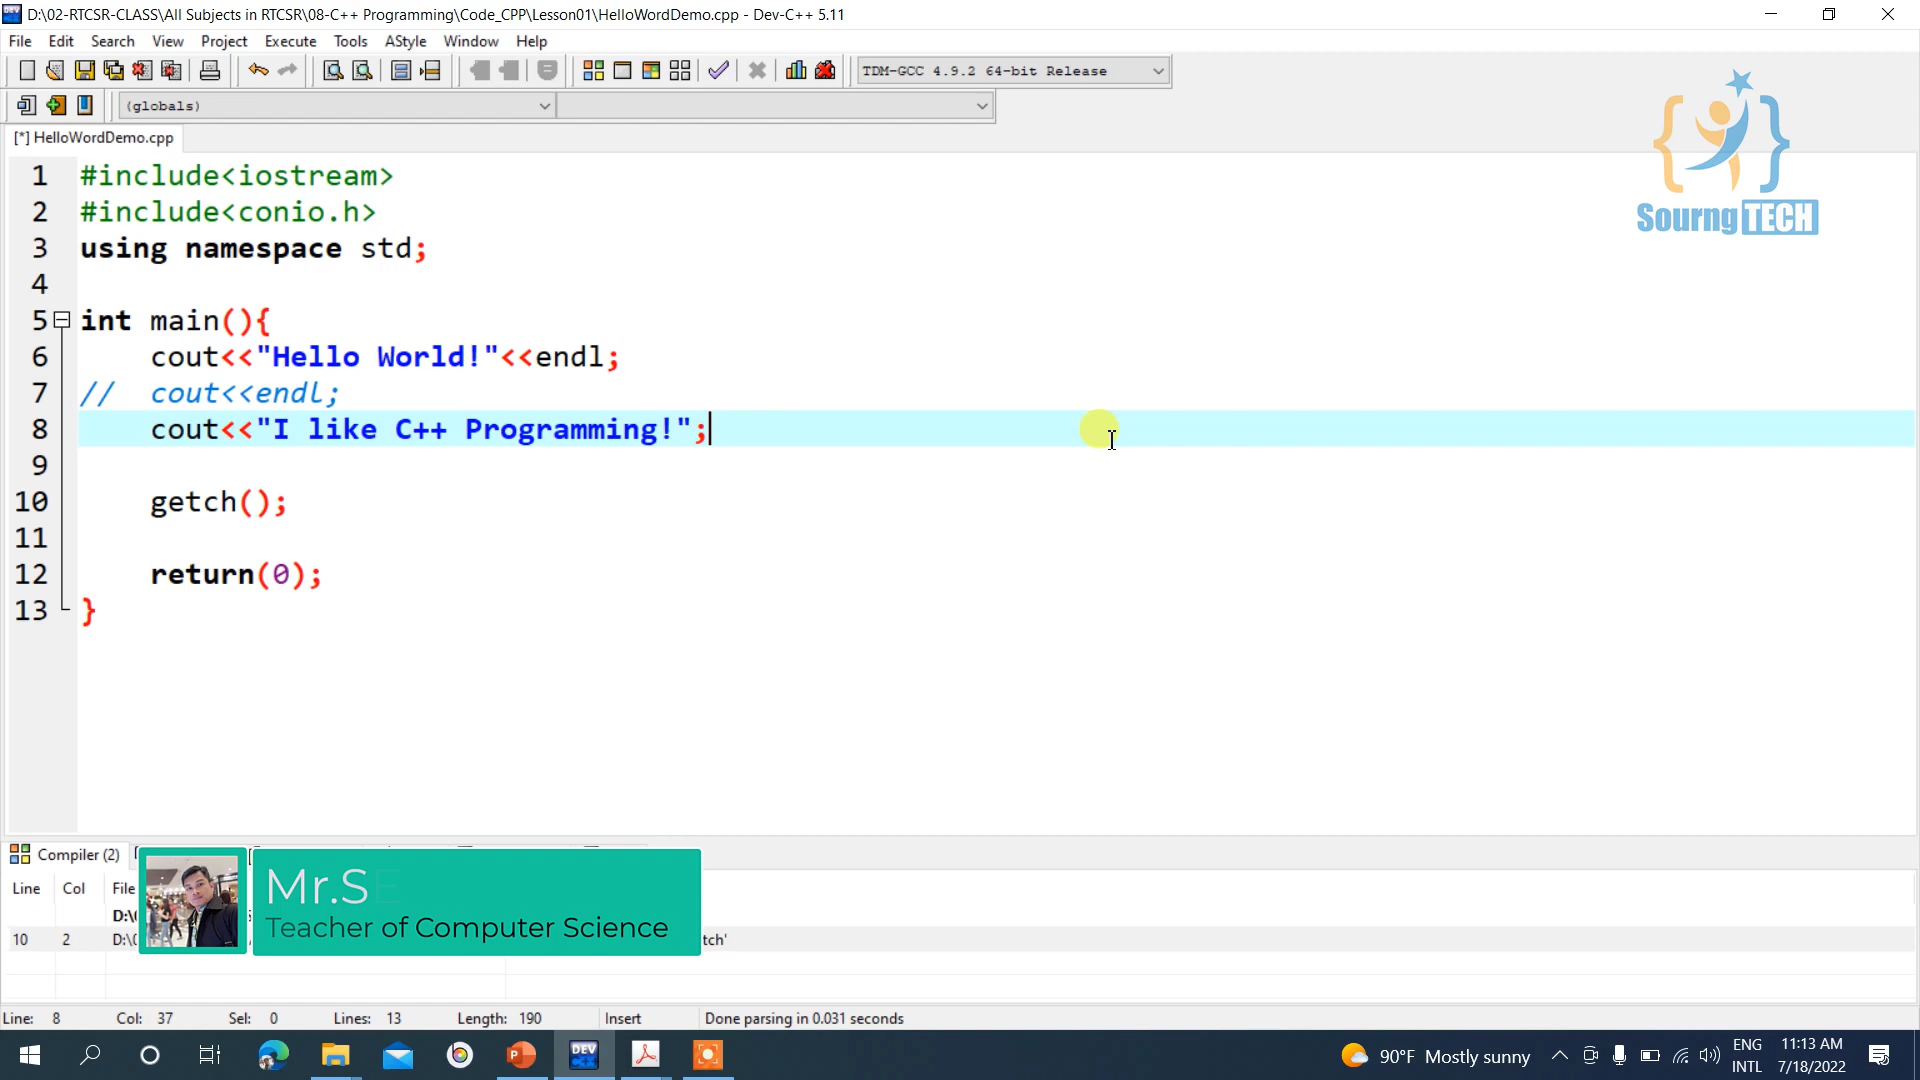 D:\02-RTCSR-CLASS\All Subjects in RTCSR\08-C++ Programming\Code_CPP\Lesson01\HelloWordDemo.cpp - Dev-C++ 5.11
File Edit Search View Project Execute Tools AStyle Window Help
TDM-GCC 4.9.2 64-bit Release
(globals)
[*] HelloWordDemo.cpp
Sourng TECH
1 #include<iostream>
2 #include<conio.h>
3 using namespace std;
4
5 int main(){
6 cout<<"Hello World!"<<endl;
7 // cout<<endl;
8 cout<<"I like C++ Programming!";
9
10 getch();
11
12 return(0);
13 }
Compiler (2)
Line Col File
D:\
10 2 D:\ tch'
Mr.S
Teacher of Computer Science
Line: 8 Col: 37 Sel: 0 Lines: 13 Length: 190 Insert Done parsing in 0.031 seconds
DEV
90°F Mostly sunny
ENG
INTL
11:13 AM
7/18/2022